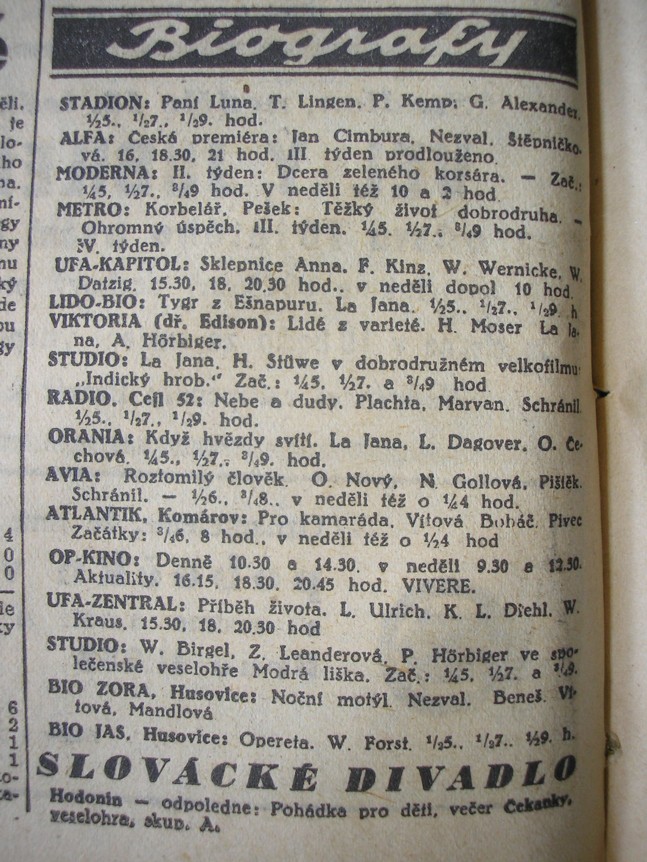 Biografy
STADION: Paní Luna. T. Lingen. P. Kemp; G. Alexander.
½5., ½7., ½9. hod.
ALFA: Česká premiéra: Jan Cimbura. Nezval. Štěpničko-
vá. 16, 18.30, 21 hod. III týden prodlouženo.
MODERNA: II. týden: Dcera zeleného korsára. — Zač.:
¼5, ½7., ¾9 hod. V neděli též 10 a 2 hod.
METRO: Korbelář, Pešek: Těžký život dobrodruha. —
Ohromný úspěch. III. týden. ¼5. ½7., ¾9 hod.
IV. týden.
UFA-KAPITOL: Sklepnice Anna. F. Kinz, W. Wernicke, W.
Datzig. 15.30, 18, 20,30 hod., v neděli dopol 10 hod.
LIDO-BIO: Tygr z Ešnapuru. La Jana. ½5., ½7., ½9. h
VIKTORIA (dř. Edison): Lidé z varieté. H. Moser La Ja-
na, A. Hörbiger.
STUDIO: La Jana, H. Stüwe v dobrodružném velkofilmu
„Indický hrob.“ Zač.: ¼5, ½7. a ¾9 hod
RADIO. Cejl 52: Nebe a dudy. Plachta, Marvan. Schránil
½5., ½7., ½9. hod.
ORANIA: Když hvězdy svítí. La Jana, L. Dagover, O. Če-
chová. ¼5., ½7., ¾9. hod.
AVIA: Roztomilý člověk. O. Nový, N. Gollová, Pištěk.
Schránil. — ½6., ¾8., v neděli též o ¼4 hod.
ATLANTIK, Komárov: Pro kamaráda. Vítová Boháč. Pivec
Začátky: ¾6, 8 hod., v neděli též o ½4 hod
OP-KINO: Denně 10.30 a 14.30. v neděli 9.30 a 12.30.
Aktuality. 16.15, 18.30, 20.45 hod. VIVERE.
UFA-ZENTRAL: Příběh života. L. Ulrich. K. L. Diehl. W.
Kraus. 15.30, 18, 20.30 hod
STUDIO: W. Birgel, Z. Leanderová, P. Hörbiger ve spo-
lečenské veselohře Modrá liška. Zač.: ¼5, ½7. a ¾9.
BIO ZORA, Husovice: Noční motýl. Nezval. Beneš. Ví-
tová, Mandlová
BIO JAS, Husovice: Opereta. W. Forst. ½5., ½7., ½9. h.
SLOVÁCKÉ DIVADLO
Hodonín — odpoledne: Pohádka pro děti, večer Čekanky,
veselohra, skup. A.